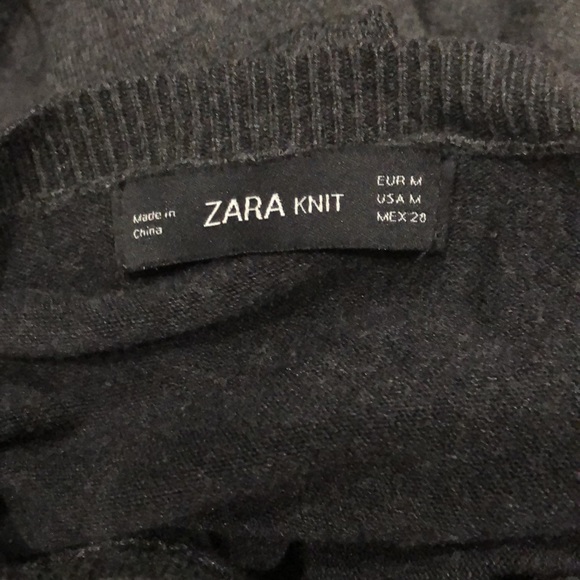 Made in
China
ZARA KNIT
EUR M
USA M
MEX 28